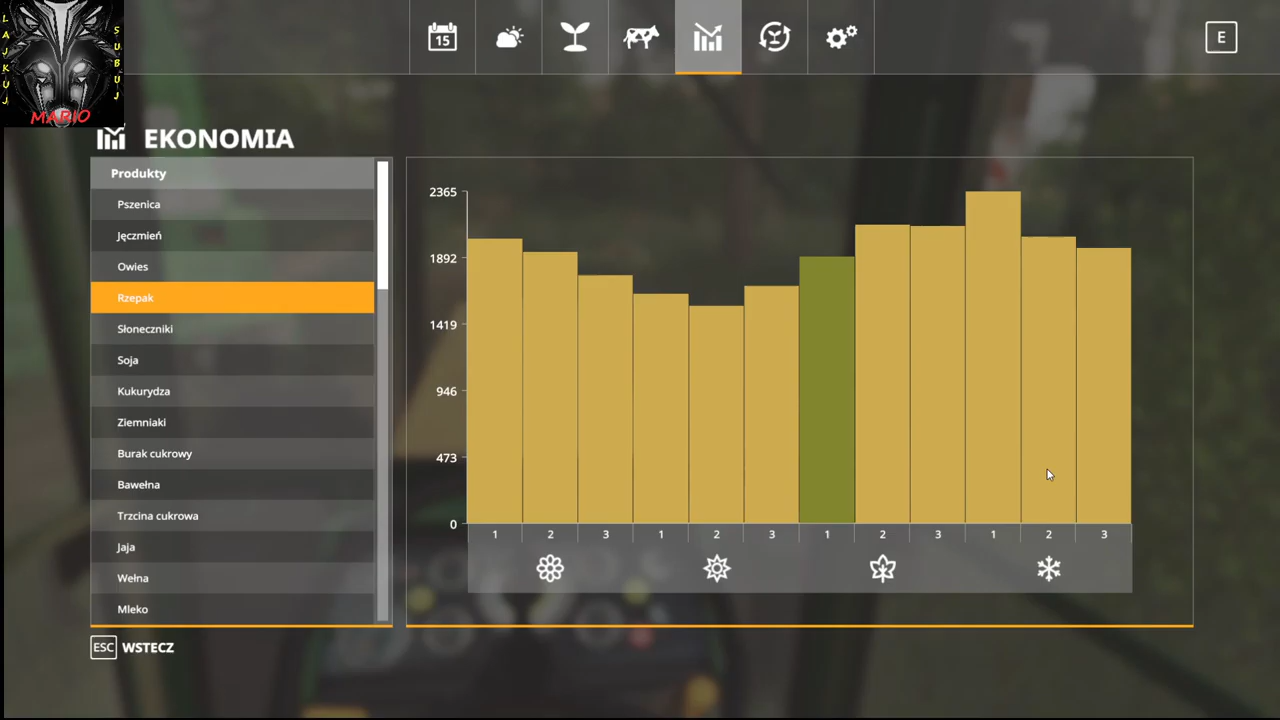 LAJKUJ
SUBUJ
MARIO
15
E
EKONOMIA
Produkty
Pszenica
Jęczmień
Owies
Rzepak
Słoneczniki
Soja
Kukurydza
Ziemniaki
Burak cukrowy
Bawełna
Trzcina cukrowa
Jaja
Wełna
Mleko
2365
1892
1419
946
473
0
1 2 3 1 2 3 1 2 3 1 2 3
ESC WSTECZ